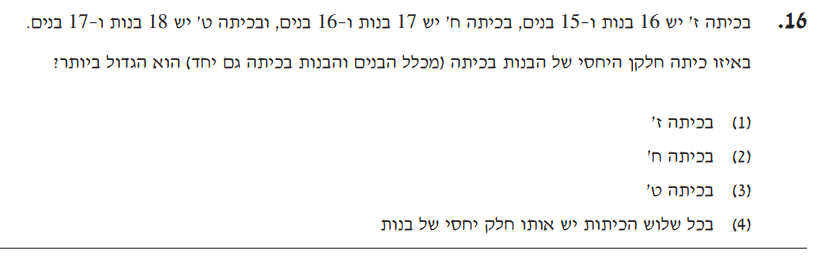 16. בכיתה ז' יש 16 בנות ו-15 בנים, בכיתה ח' יש 17 בנות ו-16 בנים, ובכיתה ט' יש 18 בנות ו-17 בנים.
באיזו כיתה חלקן היחסי של הבנות בכיתה (מכלל הבנים והבנות בכיתה גם יחד) הוא הגדול ביותר?
(1) בכיתה ז'
(2) בכיתה ח'
(3) בכיתה ט'
(4) בכל שלוש הכיתות יש אותו חלק יחסי של בנות